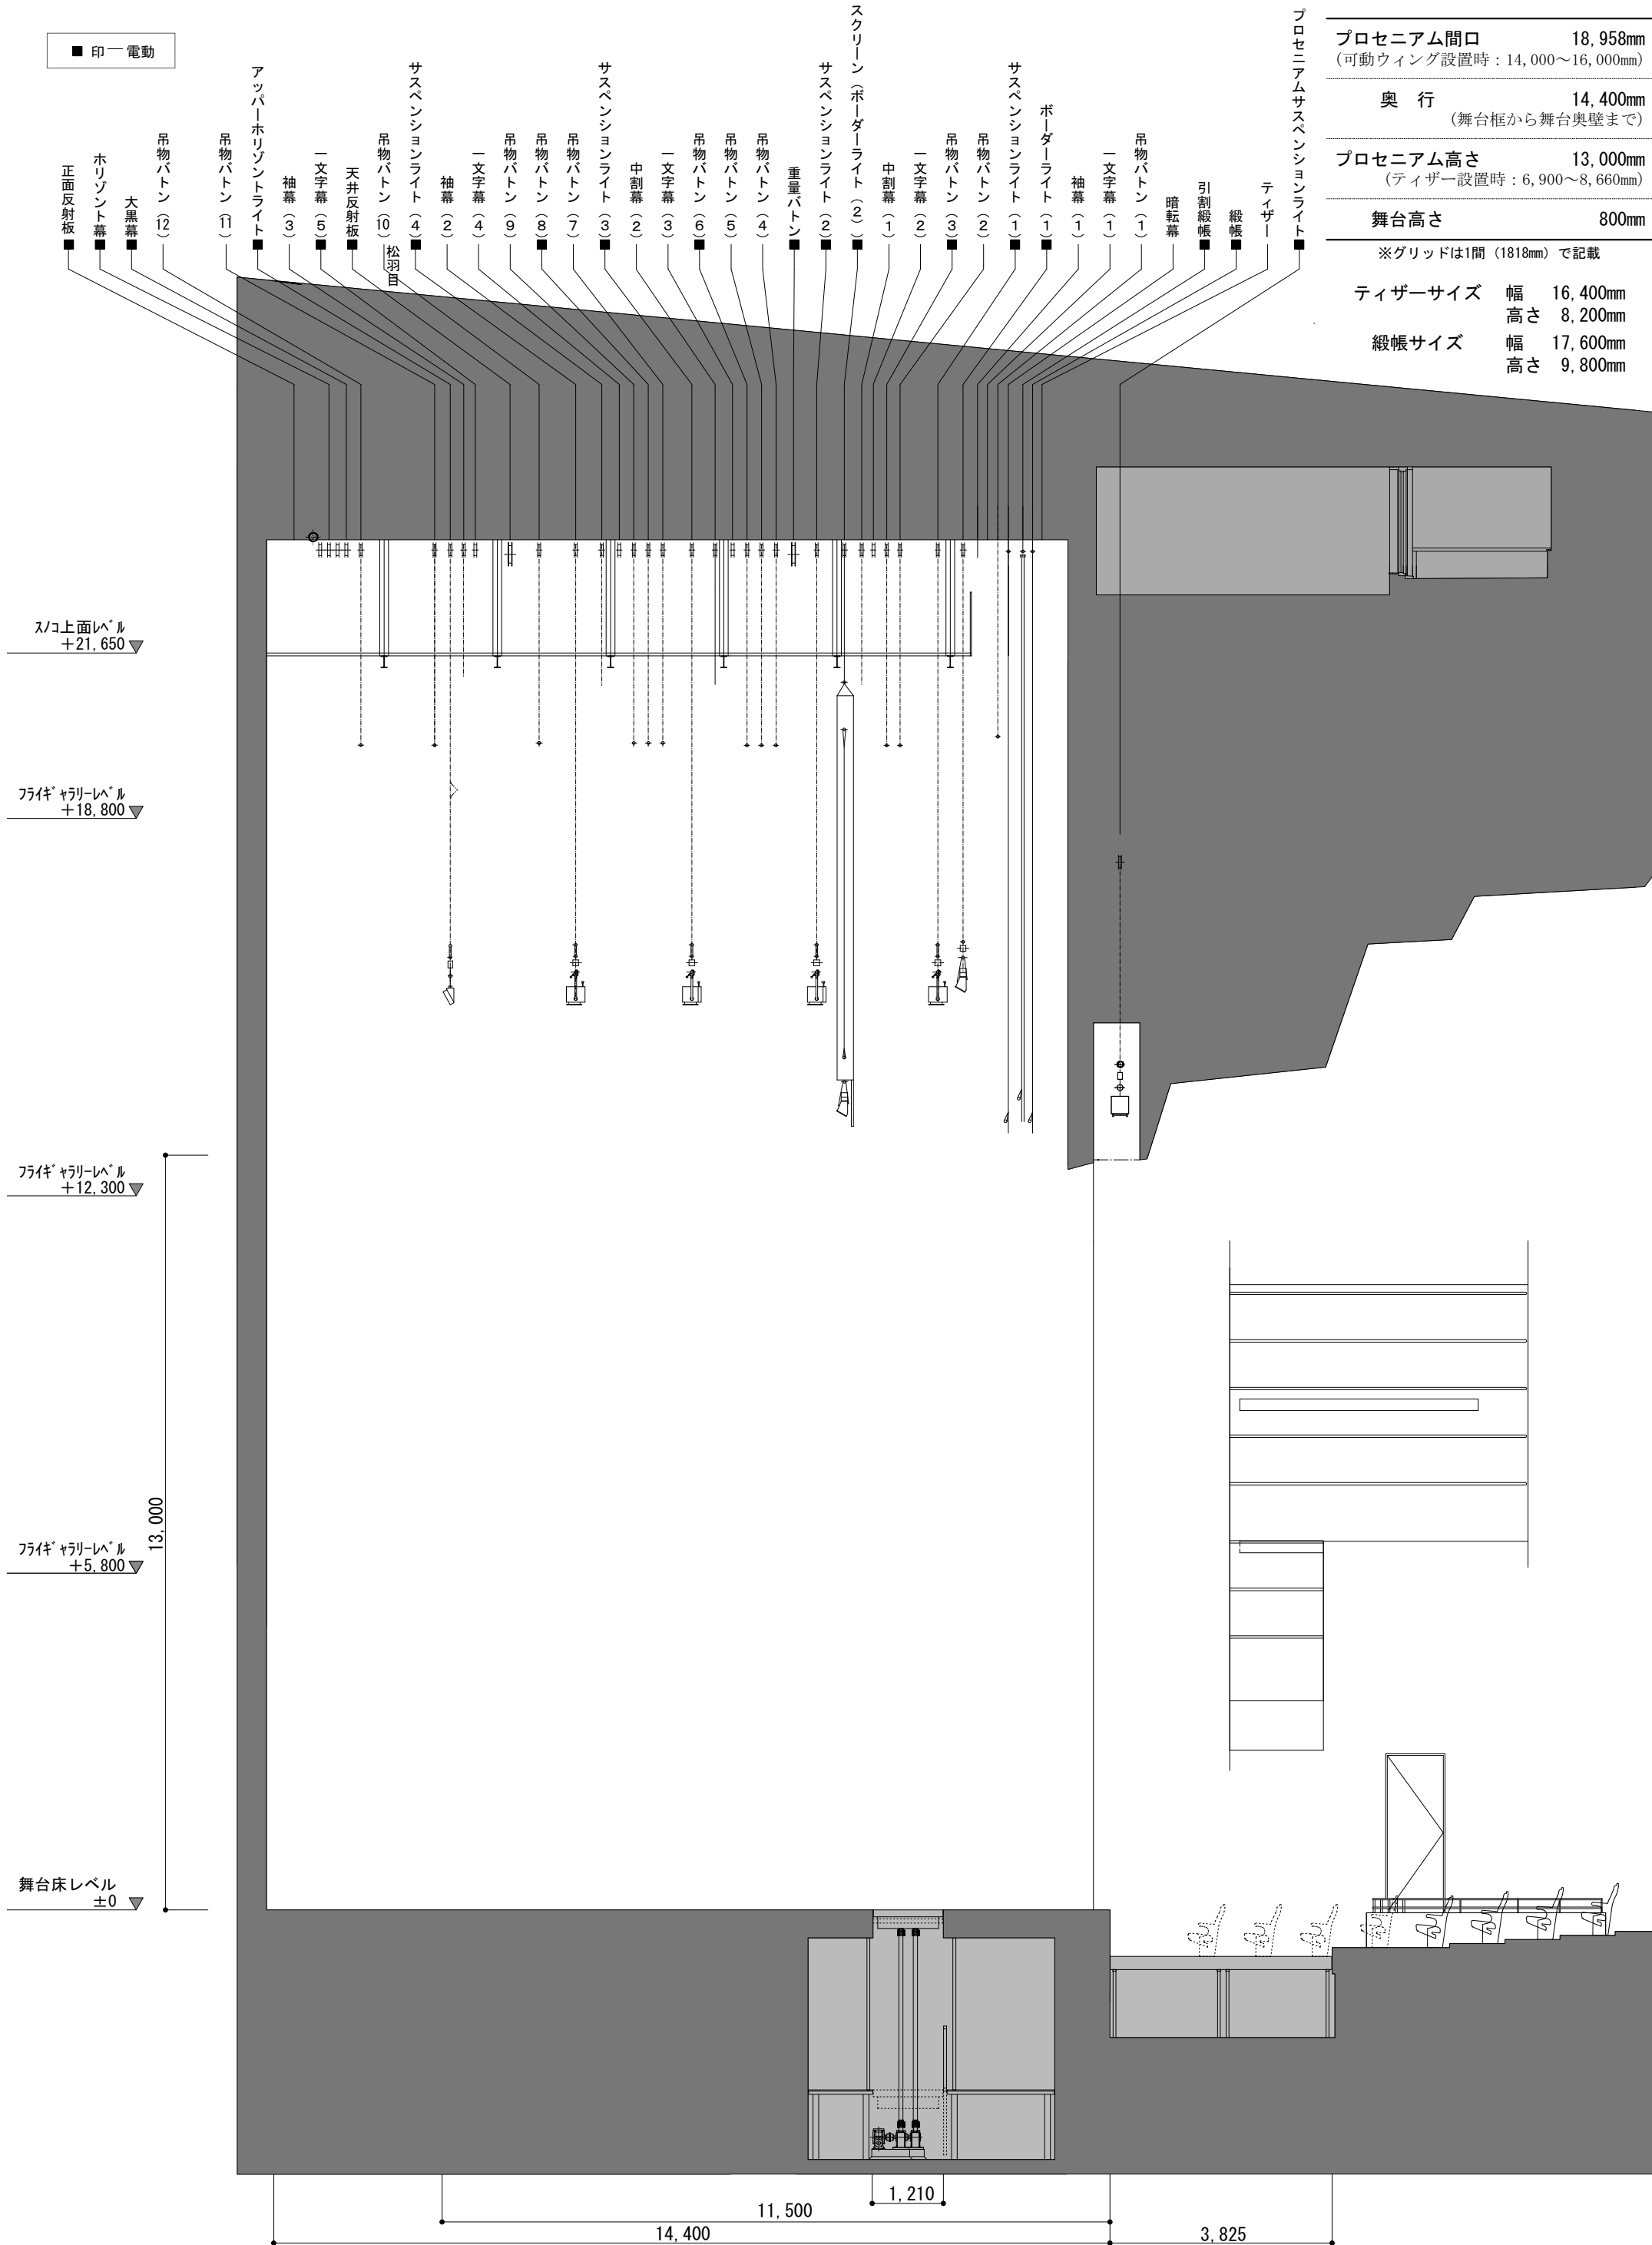 ■ 印一 電動
正面反射板
ホリゾント幕
大黒幕
吊物バトン（12）
吊物バトン（11）
アッパーホリゾントライト
袖幕（３）
一文字幕（５）
天井反射板
吊物バトン（10）
松羽目
サスペンションライト（４）
袖幕（２）
一文字幕（４）
吊物バトン（９）
吊物バトン（８）
吊物バトン（７）
サスペンションライト（３）
中割幕（２）
一文字幕（３）
吊物バトン（６）
吊物バトン（５）
吊物バトン（４）
重量バトン
サスペンションライト（２）
スクリーン（ボーダーライト（２）
中割幕（１）
一文字幕（２）
吊物バトン（３）
吊物バトン（２）
サスペンションライト（１）
ボーダーライト（１）
袖幕（１）
一文字幕（１）
吊物バトン（１）
暗転幕
引割緞帳
緞帳
ティザー
プロセニアムサスペンションライト
プロセニアム間口 18,958mm
（可動ウィング設置時：14,000～16,000mm）
奥 行 14,400mm
（舞台框から舞台奥壁まで）
プロセニアム高さ 13,000mm
（ティザー設置時：6,900～8,660mm）
舞台高さ 800mm
※グリッドは1間（1818mm）で記載
ティザーサイズ 幅 16,400mm
高さ 8,200mm
緞帳サイズ 幅 17,600mm
高さ 9,800mm
ｽﾉｺ上面ﾚﾍﾞﾙ
＋21,650
ﾌﾗｲｷﾞｬﾗﾘｰﾚﾍﾞﾙ
＋18,800
ﾌﾗｲｷﾞｬﾗﾘｰﾚﾍﾞﾙ
＋12,300
13,000
ﾌﾗｲｷﾞｬﾗﾘｰﾚﾍﾞﾙ
＋5,800
舞台床レベル
±0
1,210
11,500
14,400
3,825